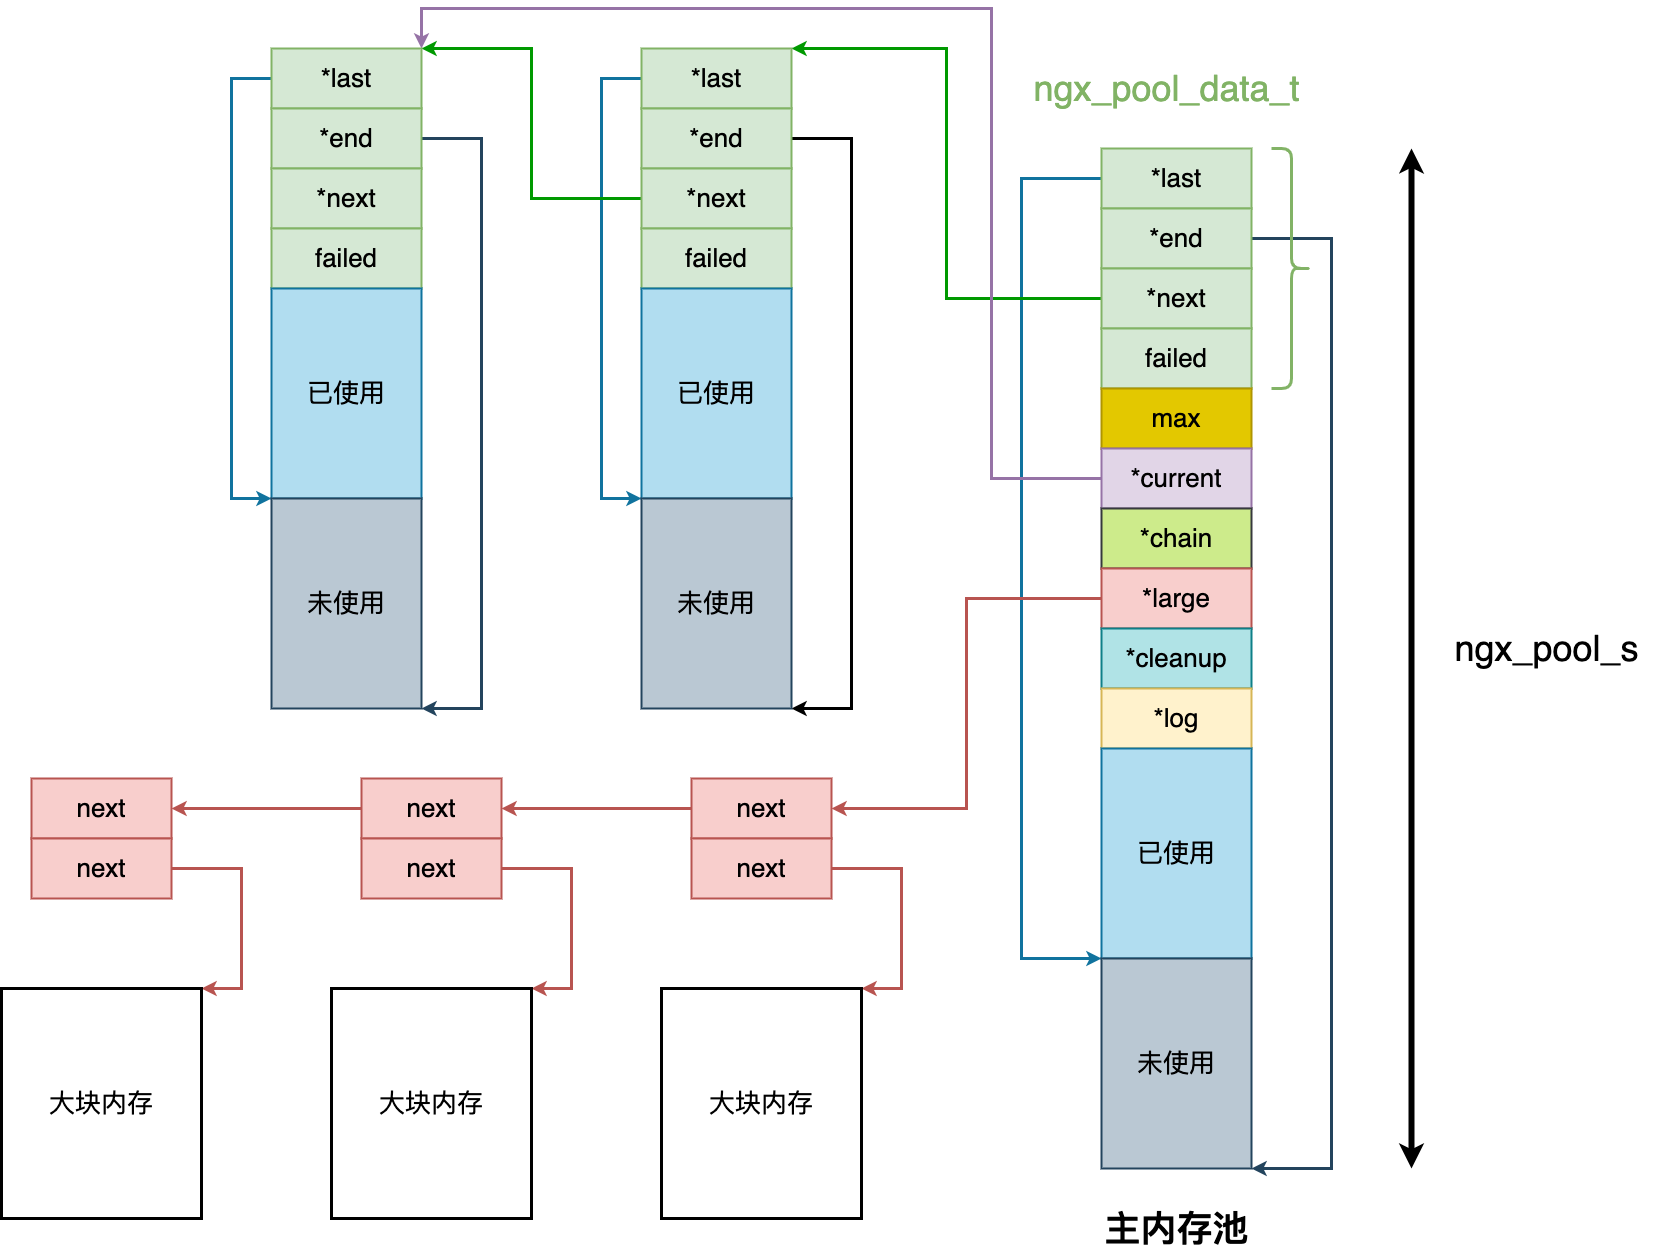 *last
*end
*next
failed
已使用
未使用
*last
*end
*next
failed
已使用
未使用
ngx_pool_data_t
*last
*end
*next
failed
max
*current
*chain
*large
*cleanup
*log
已使用
未使用
主内存池
ngx_pool_s
next
next
大块内存
next
next
大块内存
next
next
大块内存